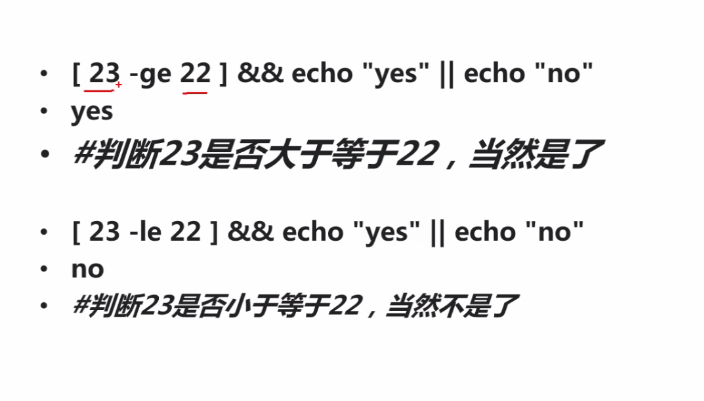 • [ 23 -ge 22 ] && echo "yes" || echo "no"
• yes
• #判断23是否大于等于22，当然是了
• [ 23 -le 22 ] && echo "yes" || echo "no"
• no
• #判断23是否小于等于22，当然不是了